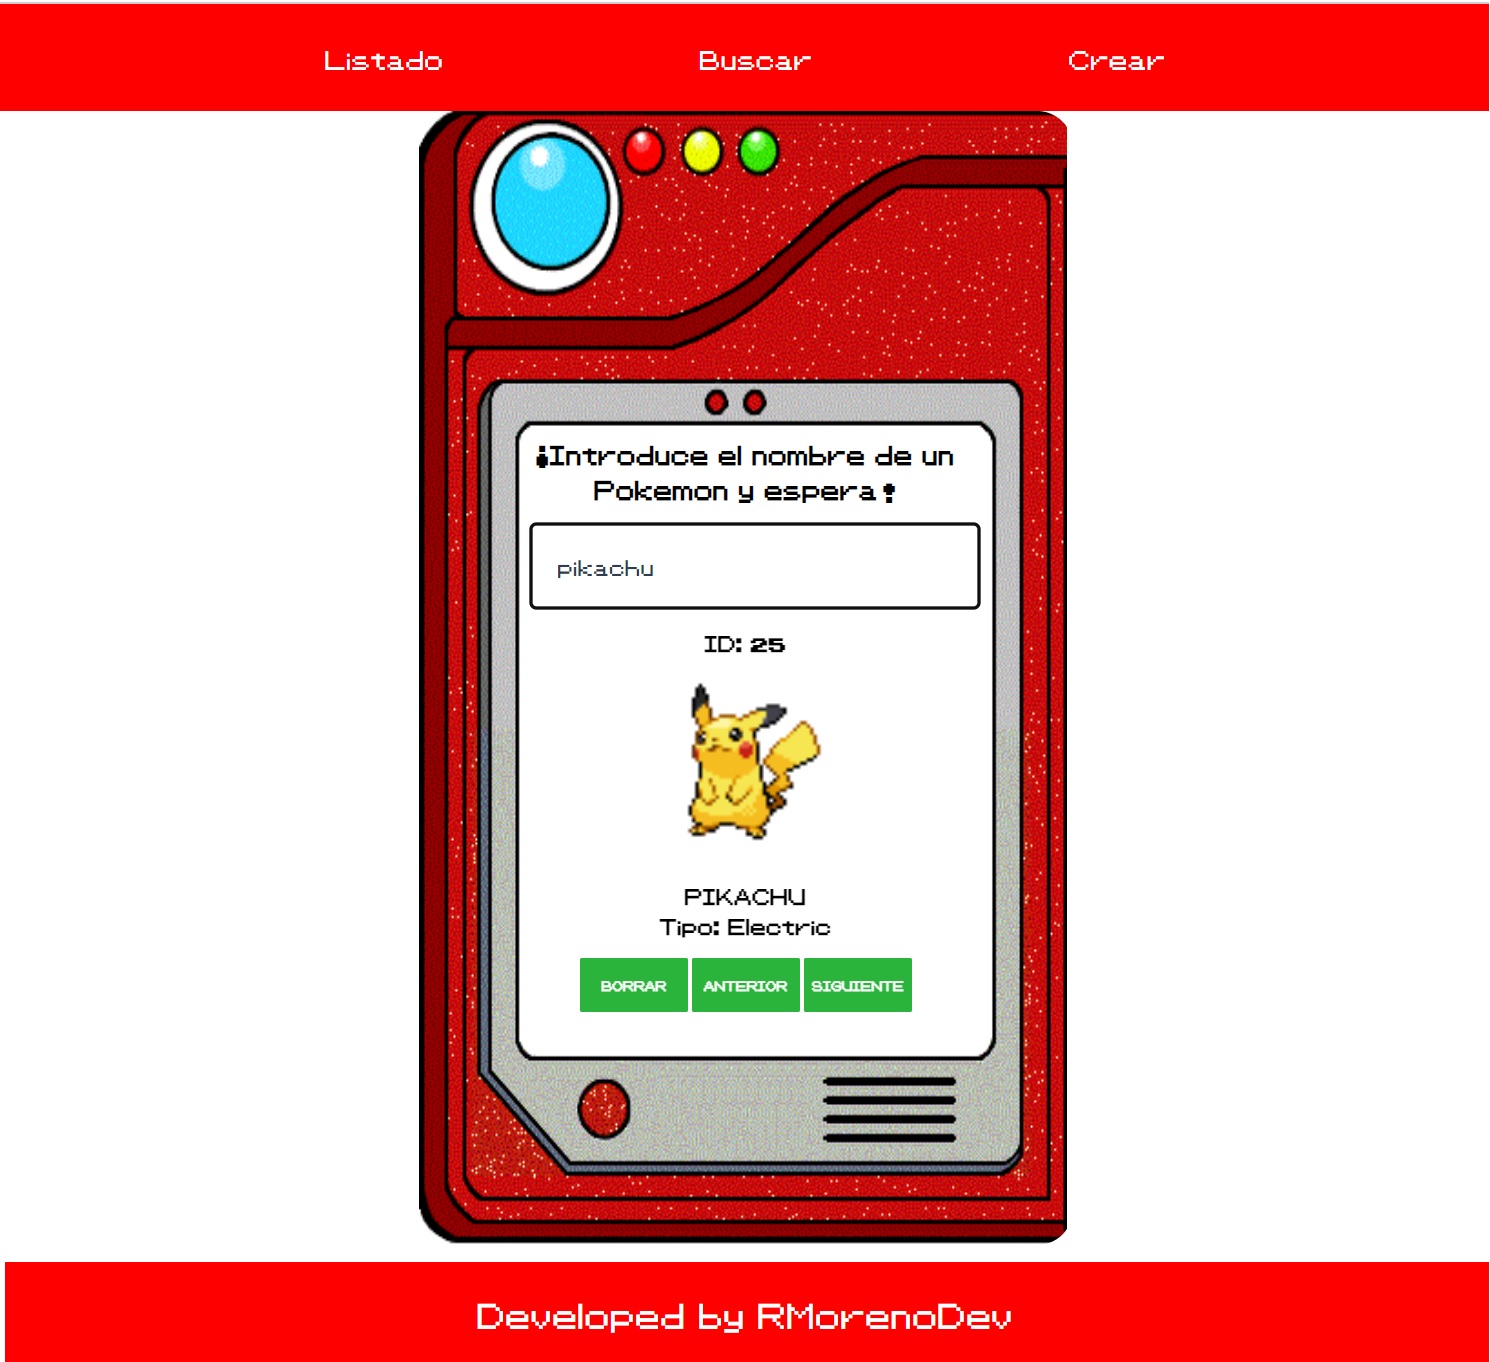 Listado Buscar Crear
¡Introduce el nombre de un
Pokemon y espera!
pikachu
ID: 25
PIKACHU
Tipo: Electric
BORRAR ANTERIOR SIGUIENTE
Developed by RMorenoDev